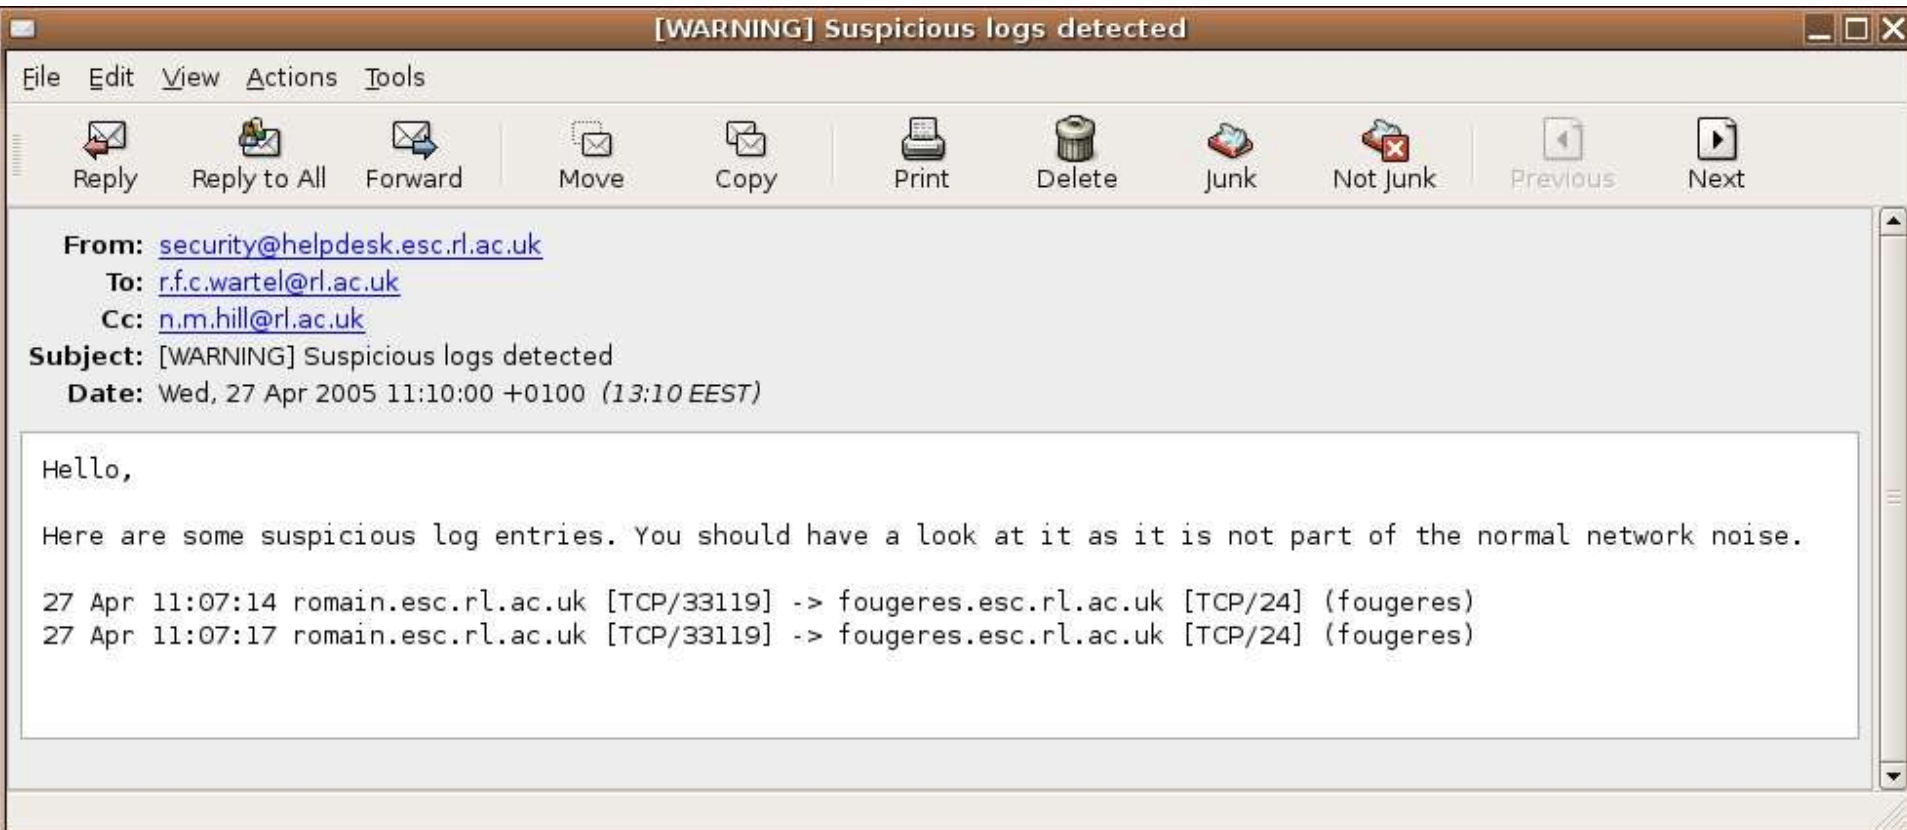 [WARNING] Suspicious logs detected
File Edit View Actions Tools
Reply Reply to All Forward Move Copy Print Delete Junk Not Junk Previous Next
From: security@helpdesk.esc.rl.ac.uk
To: r.f.c.wartel@rl.ac.uk
Cc: n.m.hill@rl.ac.uk
Subject: [WARNING] Suspicious logs detected
Date: Wed, 27 Apr 2005 11:10:00 +0100 (13:10 EEST)
Hello,
Here are some suspicious log entries. You should have a look at it as it is not part of the normal network noise.
27 Apr 11:07:14 romain.esc.rl.ac.uk [TCP/33119] -> fougeres.esc.rl.ac.uk [TCP/24] (fougeres)
27 Apr 11:07:17 romain.esc.rl.ac.uk [TCP/33119] -> fougeres.esc.rl.ac.uk [TCP/24] (fougeres)